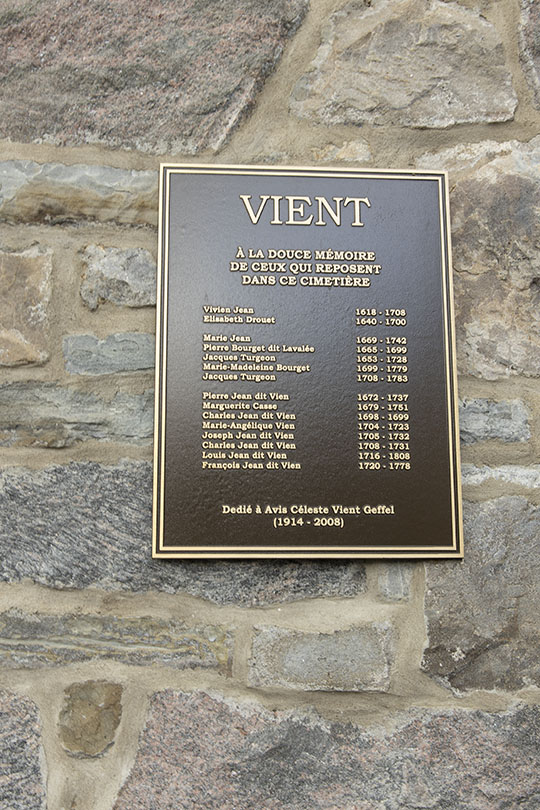 VIENT
À LA DOUCE MÉMOIRE
DE CEUX QUI REPOSENT
DANS CE CIMETIÈRE
Vivien Jean 1618 - 1708
Elisabeth Drouet 1640 - 1700
Marie Jean 1669 - 1742
Pierre Bourget dit Lavalée 1665 - 1699
Jacques Turgeon 1653 - 1728
Marie-Madeleine Bourget 1699 - 1779
Jacques Turgeon 1708 - 1783
Pierre Jean dit Vien 1672 - 1737
Marguerite Casse 1679 - 1751
Charles Jean dit Vien 1698 - 1699
Marie-Angélique Vien 1704 - 1723
Joseph Jean dit Vien 1705 - 1732
Charles Jean dit Vien 1708 - 1731
Louis Jean dit Vien 1716 - 1808
François Jean dit Vien 1720 - 1778
Dedié à Avis Céleste Vient Geffel
(1914 - 2008)